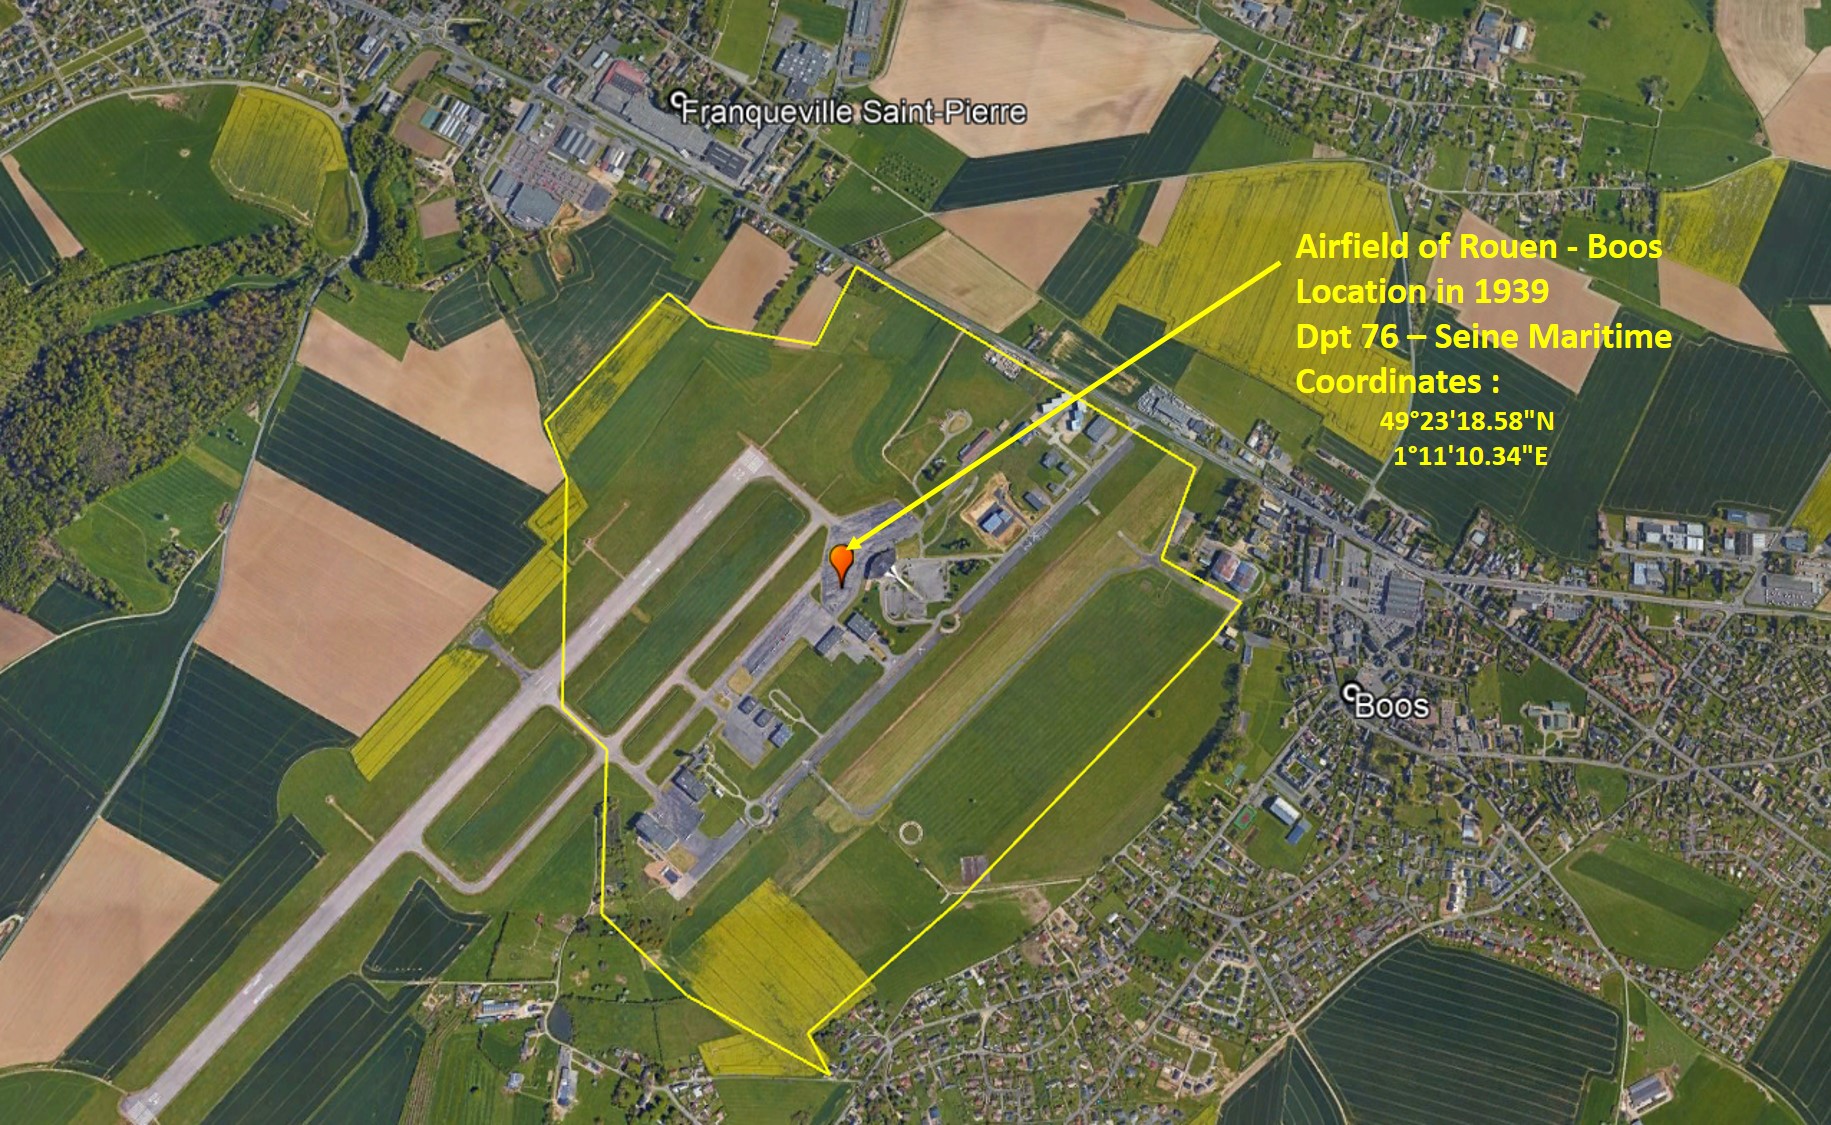 Franqueville Saint-Pierre
Airfield of Rouen - Boos
Location in 1939
Dpt 76 – Seine Maritime
Coordinates :
49°23'18.58"N
1°11'10.34"E
Boos